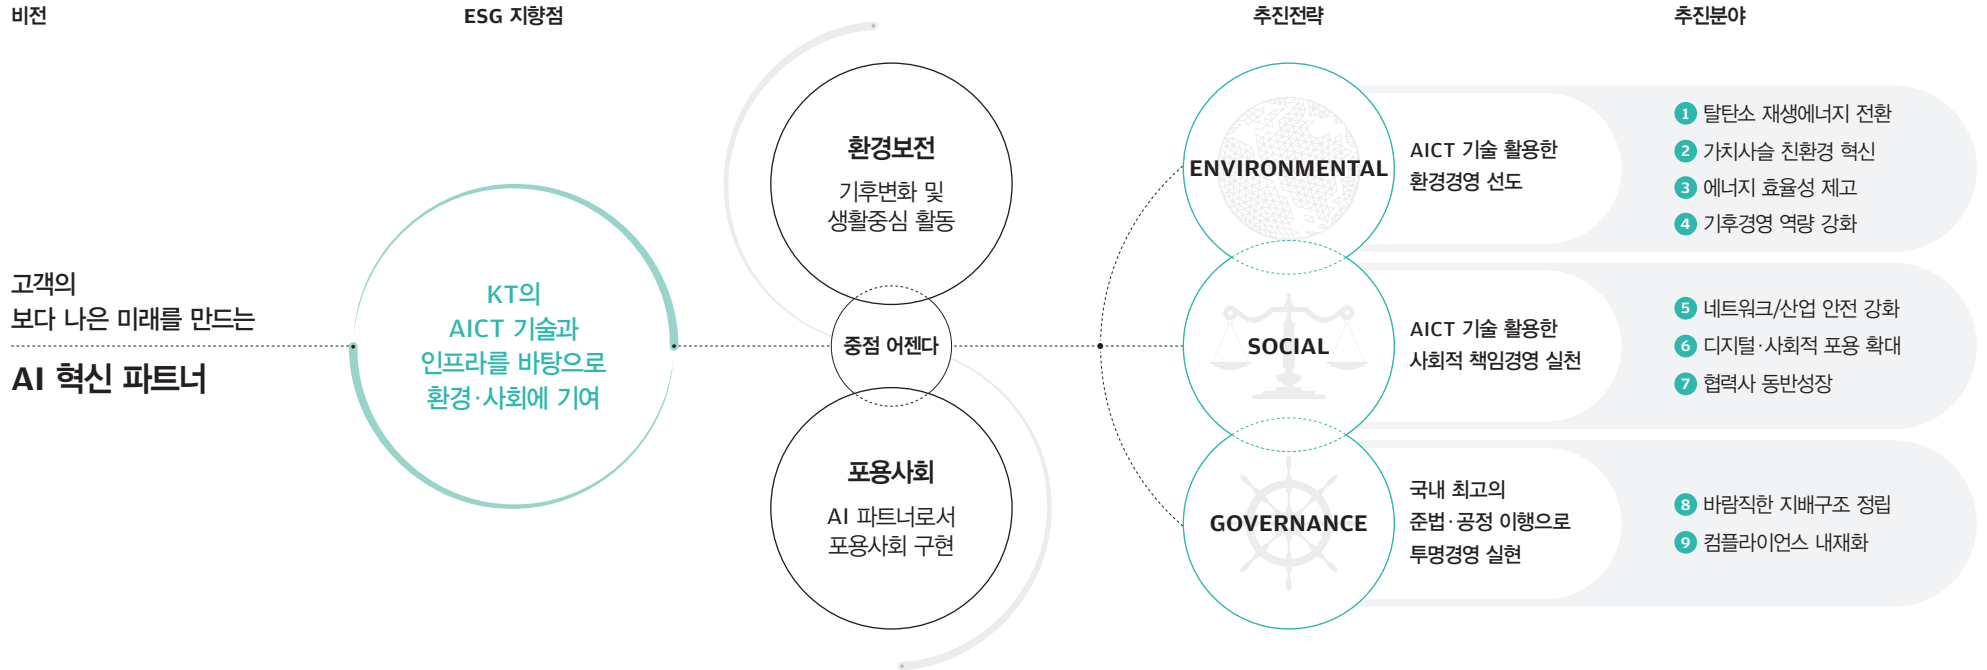 비전
ESG 지향점
추진전략
추진분야
고객의
보다 나은 미래를 만드는
AI 혁신 파트너
KT의
AICT 기술과
인프라를 바탕으로
환경·사회에 기여
환경보전
기후변화 및
생활중심 활동
중점 어젠다
포용사회
AI 파트너로서
포용사회 구현
ENVIRONMENTAL
AICT 기술 활용한
환경경영 선도
1 탈탄소 재생에너지 전환
2 가치사슬 친환경 혁신
3 에너지 효율성 제고
4 기후경영 역량 강화
SOCIAL
AICT 기술 활용한
사회적 책임경영 실천
5 네트워크/산업 안전 강화
6 디지털·사회적 포용 확대
7 협력사 동반성장
GOVERNANCE
국내 최고의
준법·공정 이행으로
투명경영 실현
8 바람직한 지배구조 정립
9 컴플라이언스 내재화